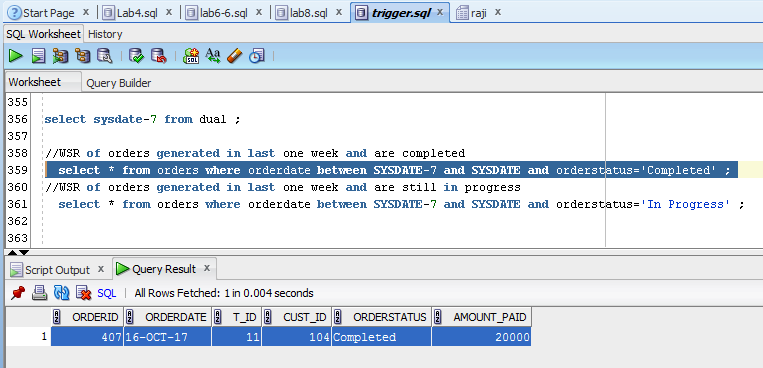 Start Page x Lab4.sql x lab6-6.sql x lab8.sql x trigger.sql x raji x
SQL Worksheet History
Worksheet Query Builder
355
356 select sysdate-7 from dual ;
357
358 //WSR of orders generated in last one week and are completed
359 select * from orders where orderdate between SYSDATE-7 and SYSDATE and orderstatus='Completed' ;
360 //WSR of orders generated in last one week and are still in progress
361 select * from orders where orderdate between SYSDATE-7 and SYSDATE and orderstatus='In Progress' ;
362
363
Script Output x Query Result x
SQL | All Rows Fetched: 1 in 0.004 seconds
ORDERID ORDERDATE T_ID CUST_ID ORDERSTATUS AMOUNT_PAID
1 407 16-OCT-17 11 104 Completed 20000